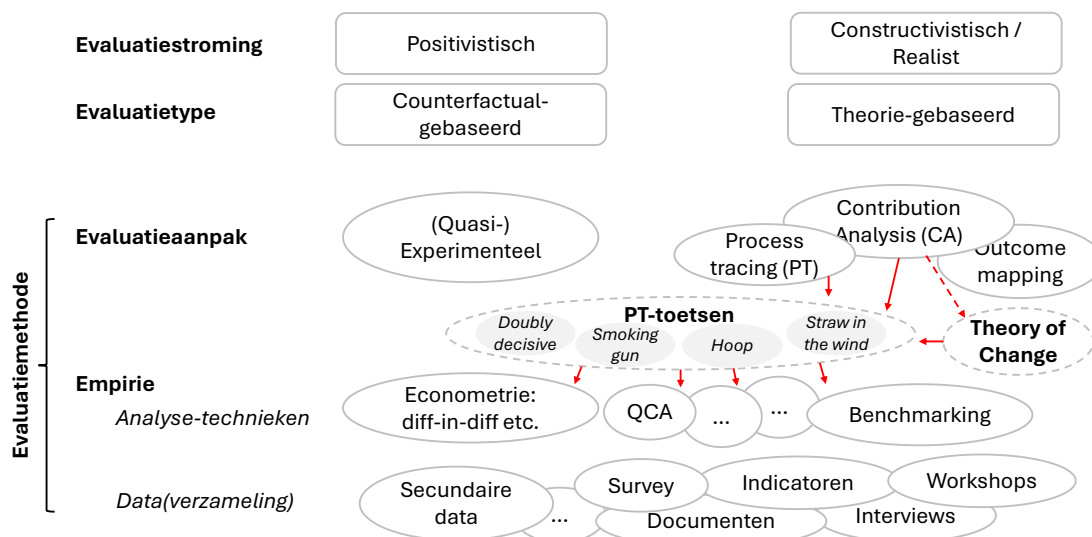 Evaluatiestroming
Positivistisch
Constructivistisch /
Realist
Evaluatietype
Counterfactual-
gebaseerd
Theorie-gebaseerd
Evaluatiemethode
Evaluatieaanpak
(Quasi-)
Experimenteel
Process
tracing (PT)
Contribution
Analysis (CA)
Outcome
mapping
PT-toetsen
Doubly
decisive
Smoking
gun
Hoop
Straw in
the wind
Theory of
Change
Empirie
Analyse-technieken
Econometrie:
diff-in-diff etc.
QCA
...
...
Benchmarking
Data(verzameling)
Secundaire
data
...
Survey
Documenten
Indicatoren
Interviews
Workshops